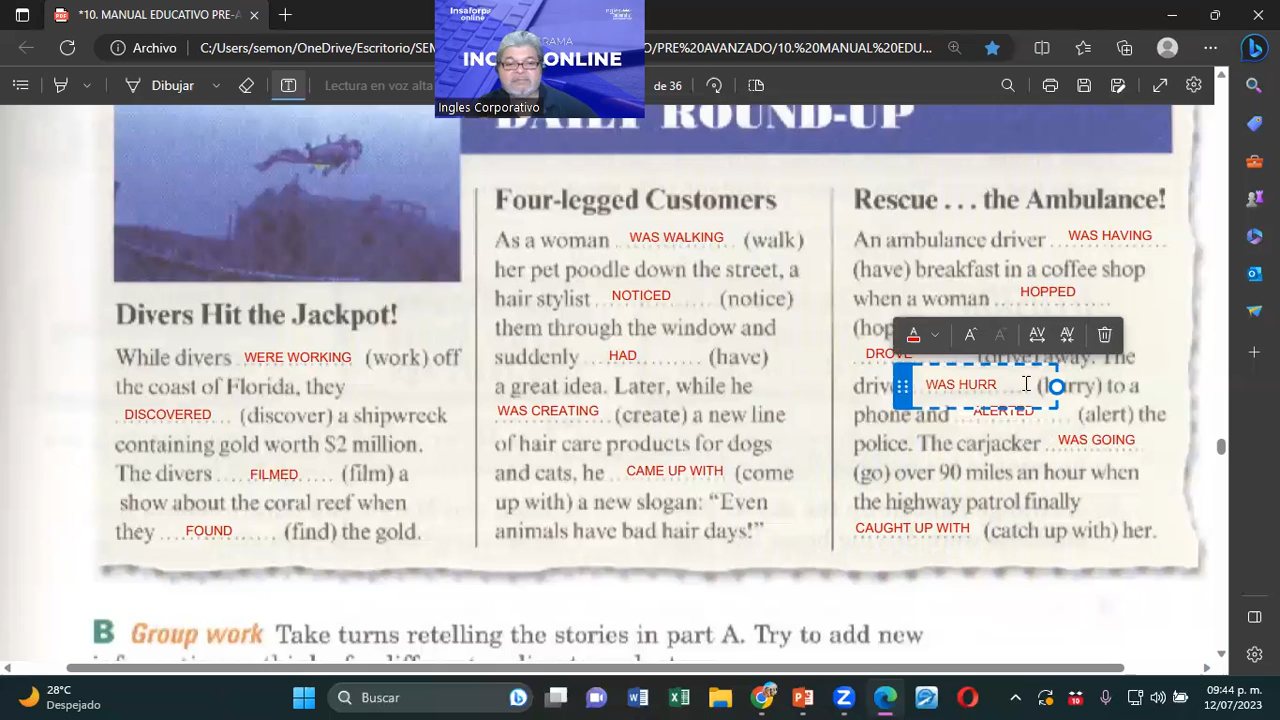 *10. MANUAL EDUCATIVO PRE-A
Archivo
C:/Users/semor/OneDrive/Escritorio/SEM
O/PRE%20AVANZADO/10.%20MANUAL%20EDU...
Dibujar
Lectura en voz alta
de 36
Insaforp
online
Ingles Corporativo
DAILY ROUND-UP
Divers Hit the Jackpot!
While divers WERE WORKING (work) off
the coast of Florida, they
DISCOVERED (discover) a shipwreck
containing gold worth $2 million.
The divers FILMED (film) a
show about the coral reef when
they FOUND (find) the gold.
Four-legged Customers
As a woman WAS WALKING (walk)
her pet poodle down the street, a
hair stylist NOTICED (notice)
them through the window and
suddenly HAD (have)
a great idea. Later, while he
WAS CREATING (create) a new line
of hair care products for dogs
and cats, he CAME UP WITH (come
up with) a new slogan: “Even
animals have bad hair days!”
Rescue . . . the Ambulance!
An ambulance driver WAS HAVING
(have) breakfast in a coffee shop
when a woman HOPPED
(hop
DROVE (drive) away. The
drive WAS HURR (hurry) to a
phone and ALERTED (alert) the
police. The carjacker WAS GOING
(go) over 90 miles an hour when
the highway patrol finally
CAUGHT UP WITH (catch up with) her.
B Group work Take turns retelling the stories in part A. Try to add new
28°C
Despejado
Buscar
10
09:44 p. m.
12/07/2023